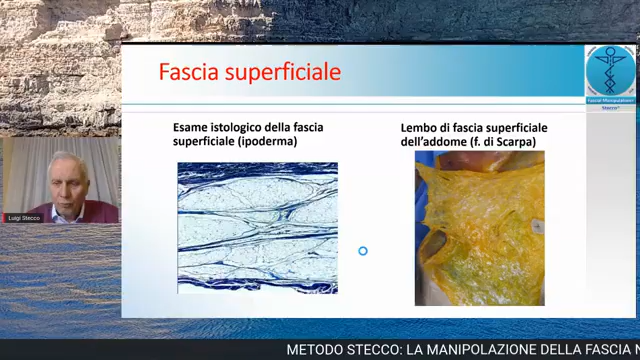 Fascia superficiale
Esame istologico della fascia
superficiale (ipoderma)
Lembo di fascia superficiale
dell'addome (f. di Scarpa)
Fascial Manipulation®
Stecco®
Luigi Stecco
METODO STECCO: LA MANIPOLAZIONE DELLA FASCIA N